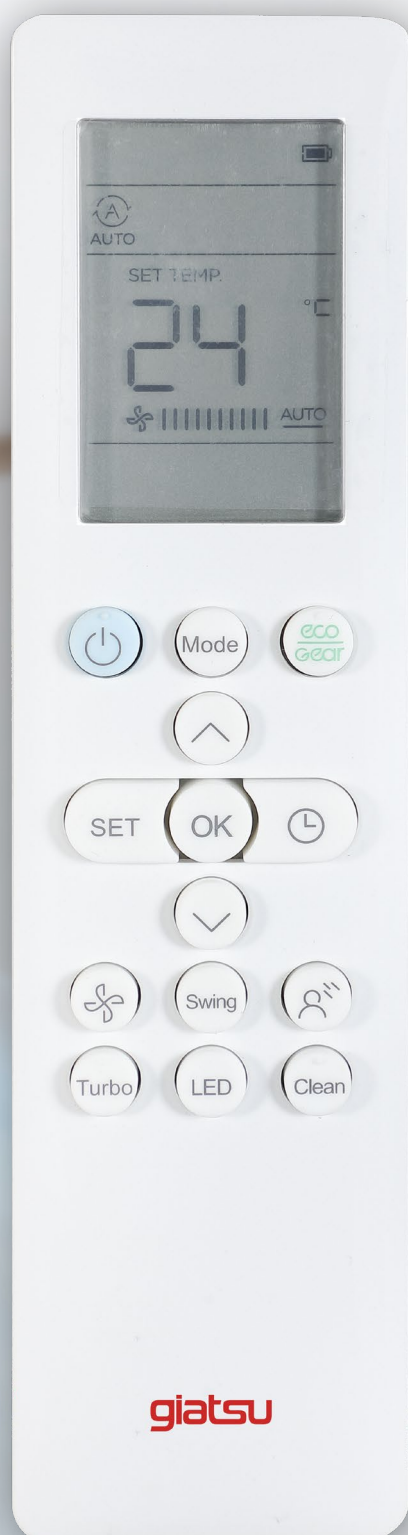 A
AUTO
SET TEMP.
24 °C
AUTO
Mode
eco
Gear
SET OK
Swing
Turbo LED Clean
giatsu